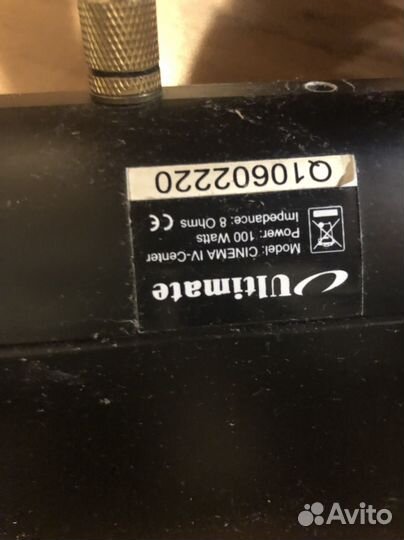 Ultimate
Model: CINEMA IV-Center
Power: 100 Watts
Impedance: 8 Ohms CE
Q10602220
Avito